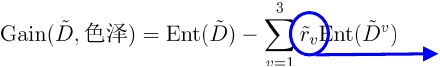 Gain(D̃, 色泽) = Ent(D̃) − ∑_{v=1}^{3} r̃_v Ent(D̃^v)